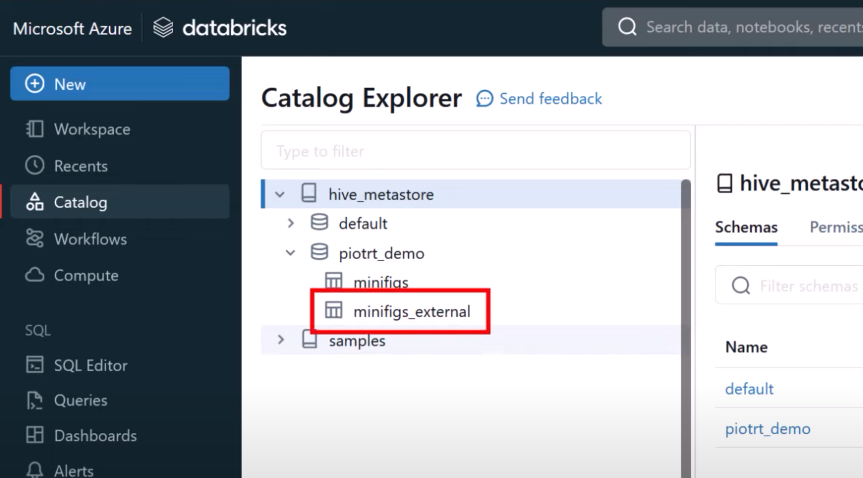 Microsoft Azure databricks
Search data, notebooks, recent
New
Workspace
Recents
Catalog
Workflows
Compute
SQL
SQL Editor
Queries
Dashboards
Alerts
Catalog Explorer Send feedback
Type to filter
hive_metastore
default
piotrt_demo
minifigs
minifigs_external
samples
hive_metasto
Schemas Permiss
Filter schemas
Name
default
piotrt_demo